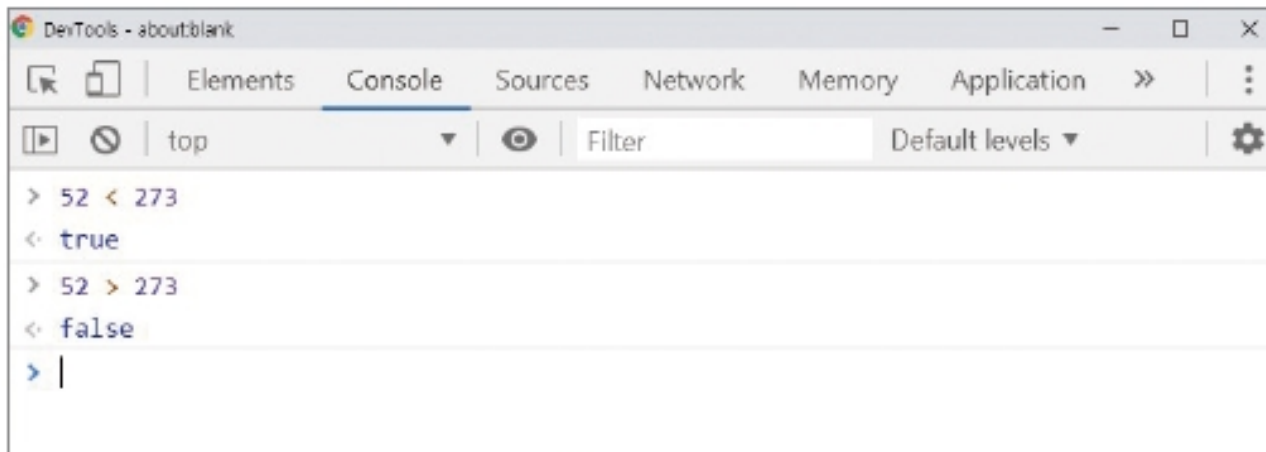 DevTools - about:blank
Elements Console Sources Network Memory Application »
top ▼ Filter Default levels ▼
> 52 < 273
<· true
> 52 > 273
<· false
>